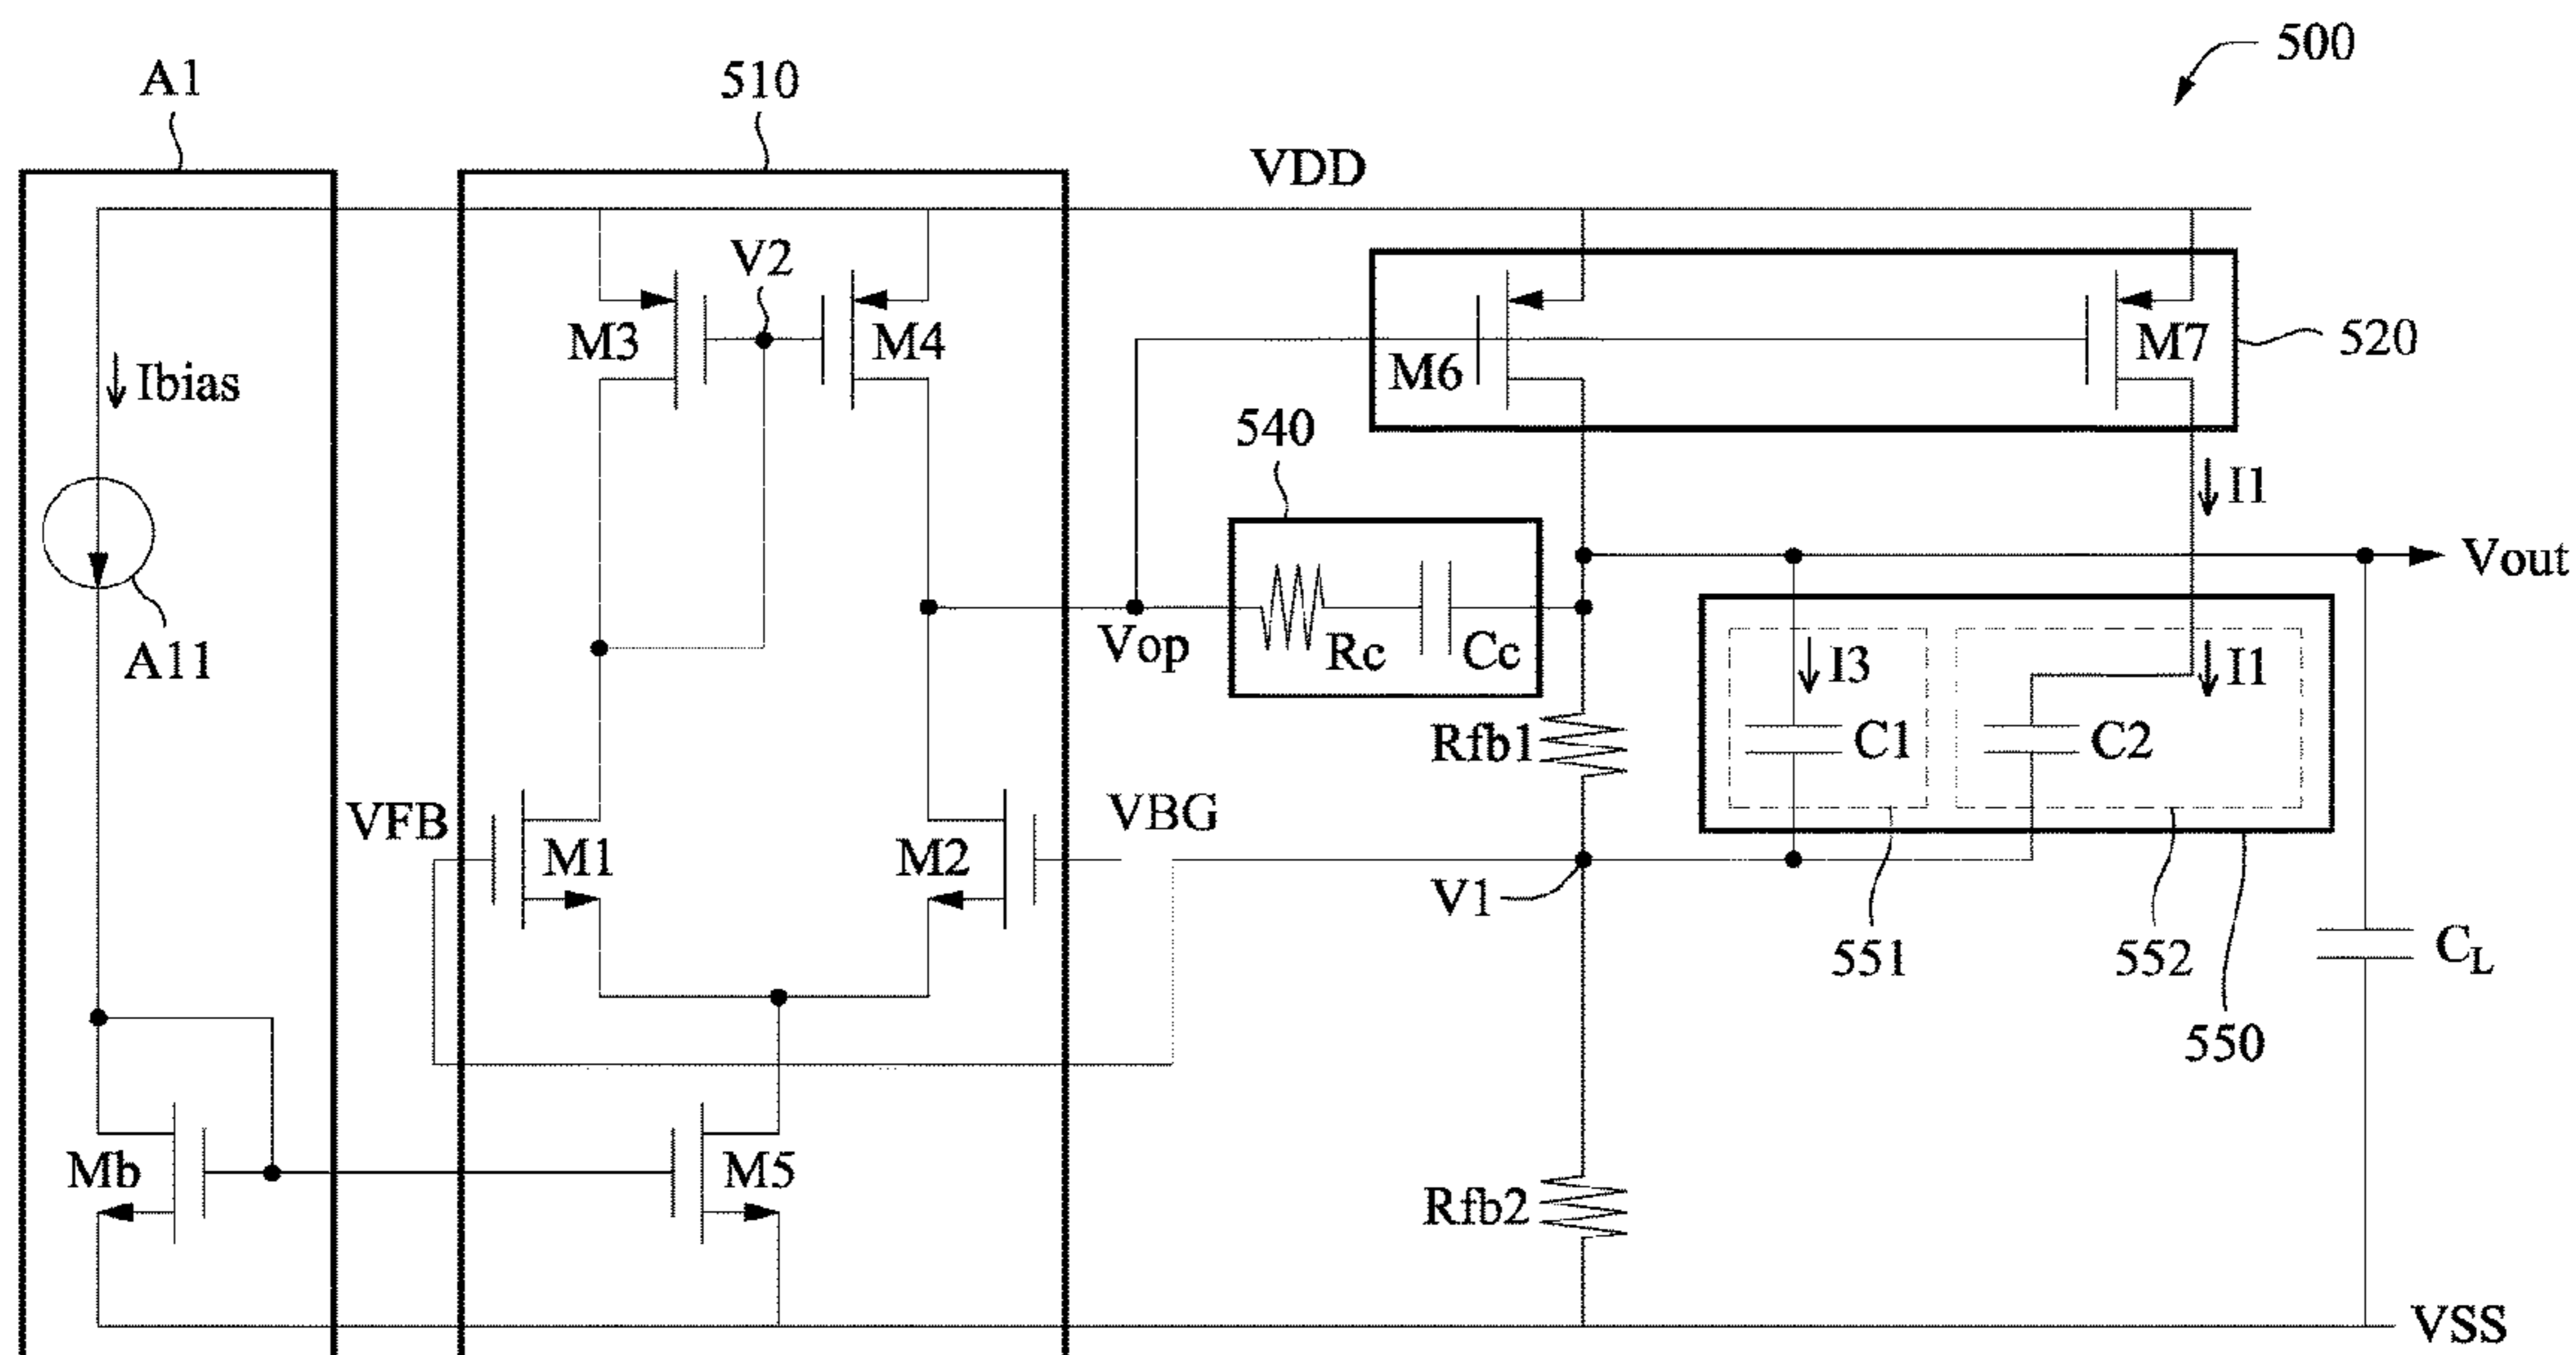 500
A1
510
VDD
V2
M3
M4
M6
M7
520
Ibias
540
I1
Vout
A11
Vop
Rc
Cc
I3
I1
Rfb1
C1
C2
VFB
M1
M2
VBG
V1
551
552
C_L
550
Mb
M5
Rfb2
VSS